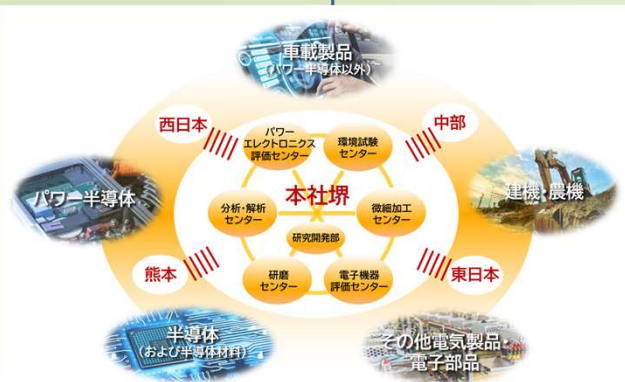 車載製品
(パワー半導体以外)
西日本
中部
パワー
エレクトロニクス
評価センター
環境試験
センター
パワー半導体
本社堺
建機・農機
分析・解析
センター
微細加工
センター
研究開発部
熊本
研磨
センター
電子機器
評価センター
東日本
半導体
(および半導体材料)
その他電気製品・
電子部品